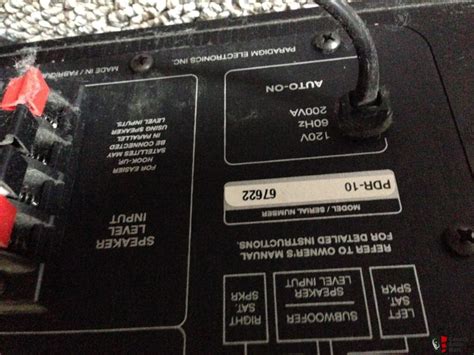 SUBWOOFER
SPEAKER
LEVEL INPUT
LEFT
SAT.
SPKR
RIGHT
SAT.
SPKR
REFER TO OWNER'S MANUAL
FOR DETAILED INSTRUCTIONS.
MODEL / SERIAL NUMBER
PDR-10 67622
SPEAKER
LEVEL
INPUT
FOR EASIER
HOOK-UP,
SATELLITES MAY
BE CONNECTED
IN PARALLEL
USING SPEAKER
LEVEL INPUTS.
120V
60Hz
200VA
AUTO-ON
PARADIGM ELECTRONICS INC.
MADE IN / FABRIQUÉ